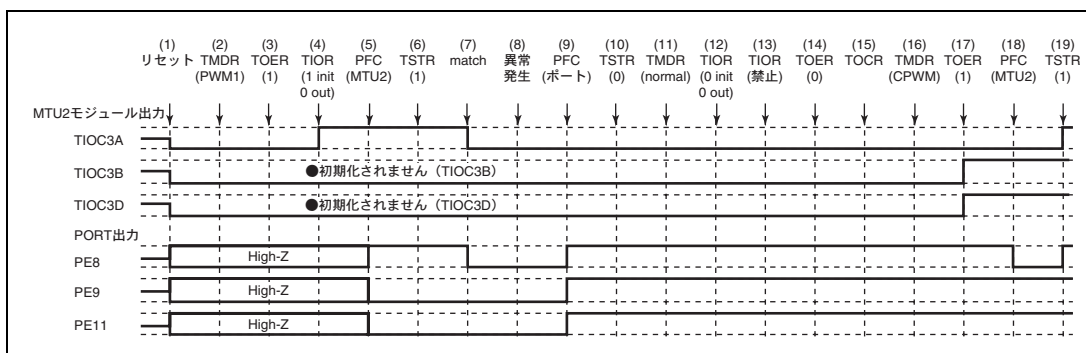 (1) (2) (3) (4) (5) (6) (7) (8) (9) (10) (11) (12) (13) (14) (15) (16) (17) (18) (19)
リセット TMDR TOER TIOR PFC TSTR match 異常 PFC TSTR TMDR TIOR TIOR TOER TOCR TMDR TOER PFC TSTR
(PWM1) (1) (1 init (MTU2) (1) 発生 (ポート) (0) (normal) (0 init (禁止) (0) (CPWM) (1) (MTU2) (1)
0 out) 0 out)
MTU2モジュール出力
TIOC3A
TIOC3B ●初期化されません(TIOC3B)
TIOC3D ●初期化されません(TIOC3D)
PORT出力
PE8 High-Z
PE9 High-Z
PE11 High-Z